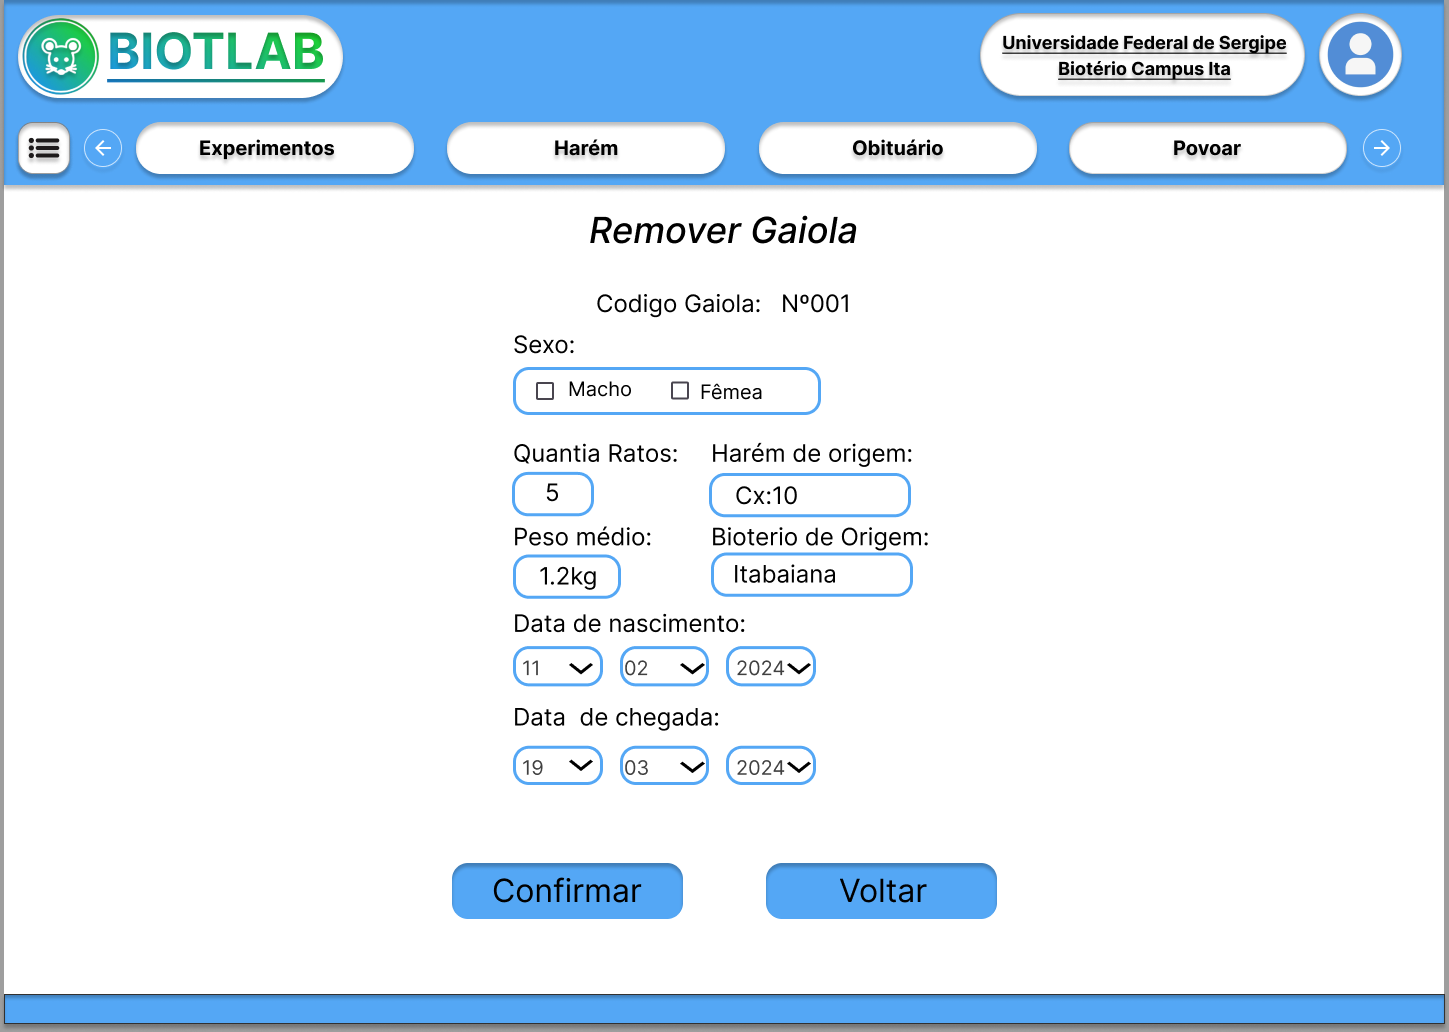 BIOTLAB
Universidade Federal de Sergipe
Biotério Campus Ita
Experimentos Harém Obituário Povoar
Remover Gaiola
Codigo Gaiola: Nº001
Sexo:
Macho Fêmea
Quantia Ratos: Harém de origem:
5 Cx:10
Peso médio: Bioterio de Origem:
1.2kg Itabaiana
Data de nascimento:
11 02 2024
Data de chegada:
19 03 2024
Confirmar Voltar